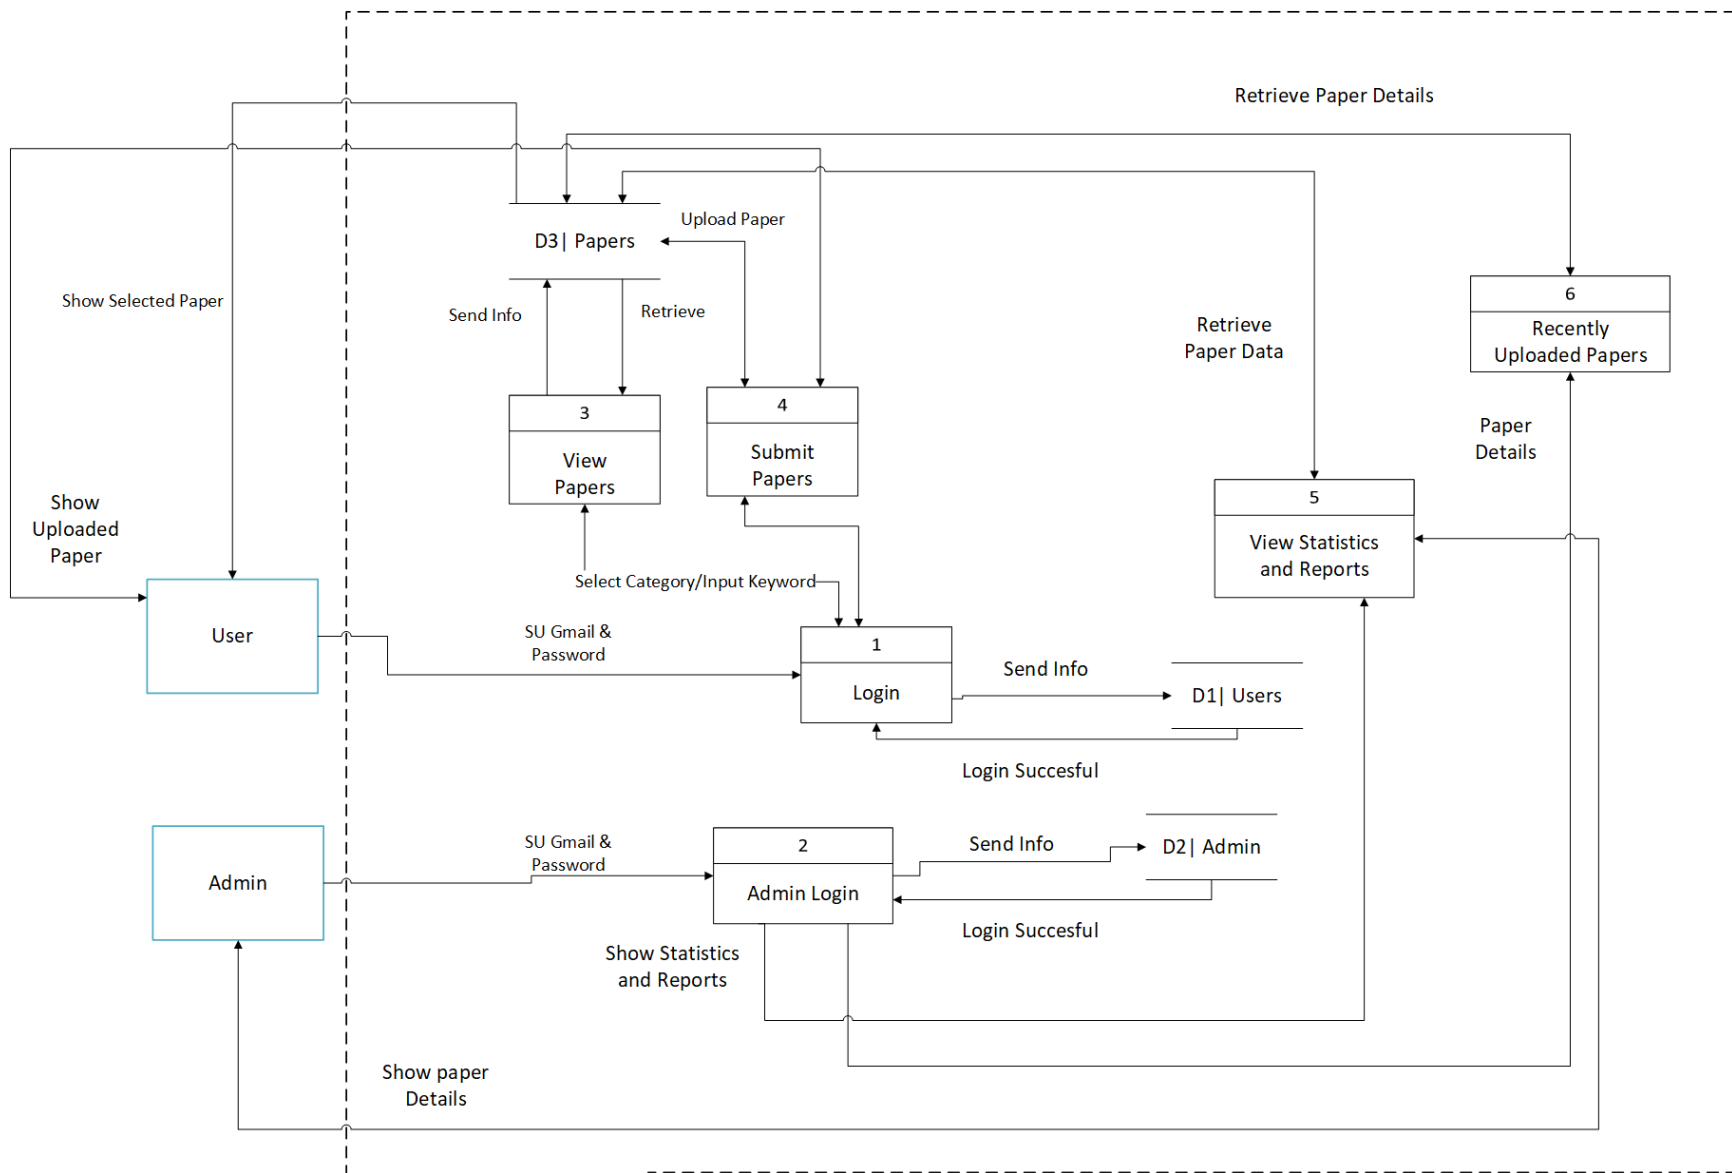 Retrieve Paper Details
Upload Paper
D3| Papers
Show Selected Paper
Send Info
Retrieve
6
Recently
Uploaded Papers
Retrieve
Paper Data
3
View
Papers
4
Submit
Papers
Paper
Details
Show
Uploaded
Paper
5
View Statistics
and Reports
Select Category/Input Keyword
User
SU Gmail &
Password
1
Login
Send Info
D1| Users
Login Succesful
Admin
SU Gmail &
Password
2
Admin Login
Send Info
D2| Admin
Login Succesful
Show Statistics
and Reports
Show paper
Details